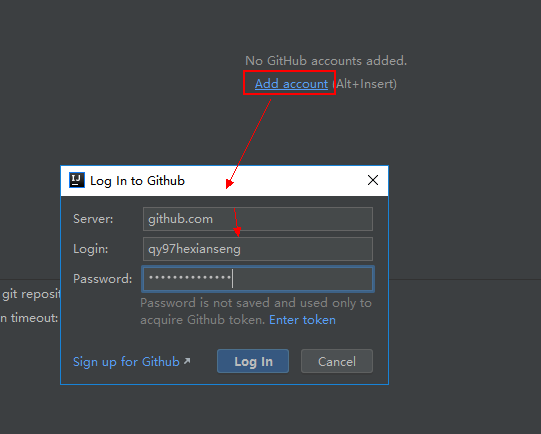 No GitHub accounts added.
Add account (Alt+Insert)
IJ
Log In to Github
Server: github.com
Login: qy97hexianseng
Password: ••••••••••••••
git reposit
n timeout:
Password is not saved and used only to
acquire Github token. Enter token
Sign up for Github ↗ Log In Cancel